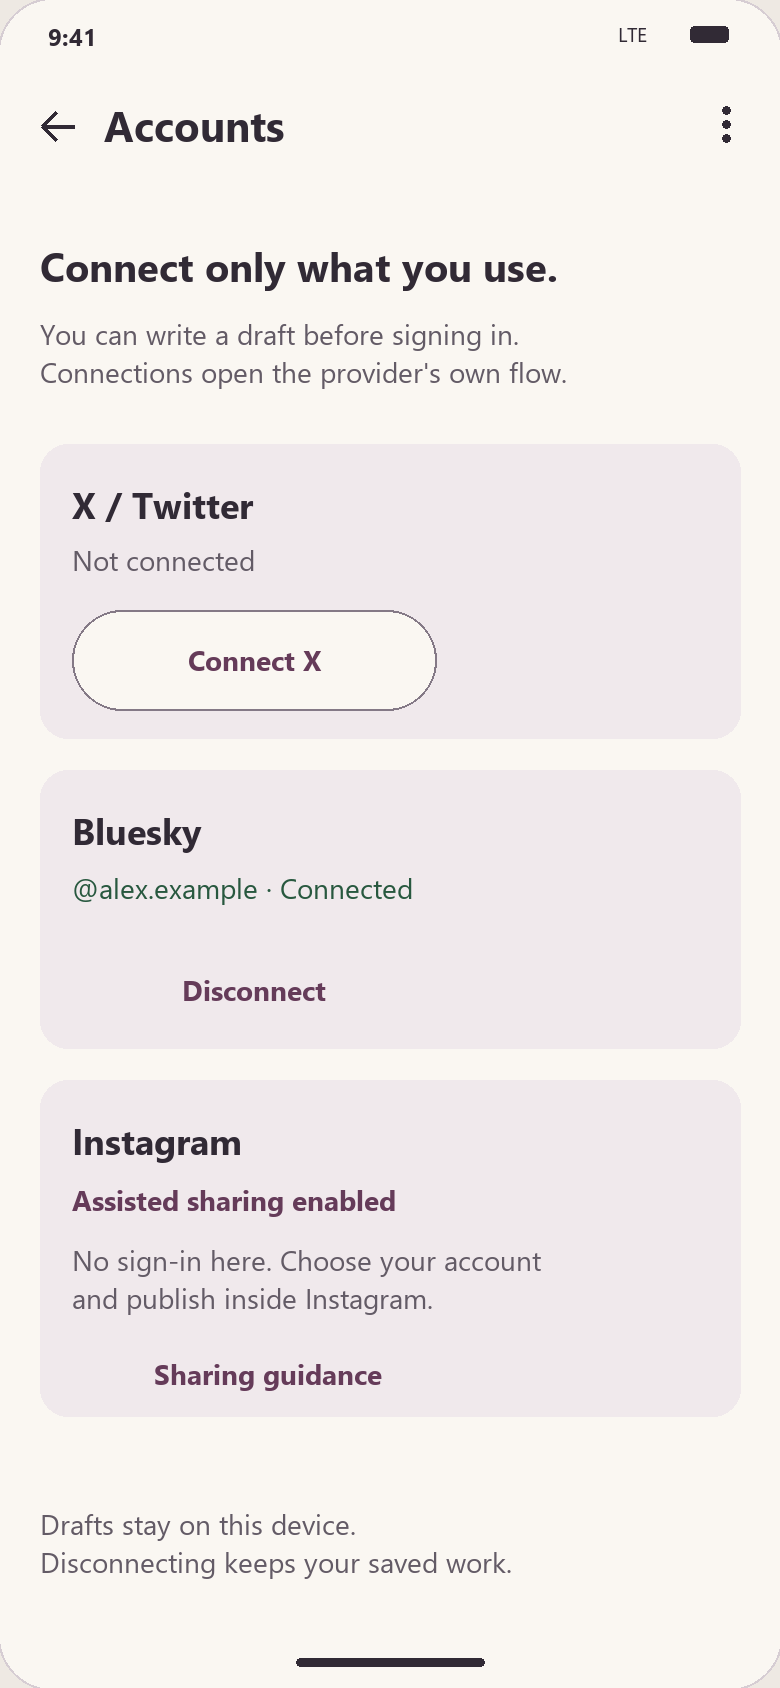 9:41
LTE
Accounts
Connect only what you use.
You can write a draft before signing in.
Connections open the provider's own flow.
X / Twitter
Not connected
Connect X
Bluesky
@alex.example · Connected
Disconnect
Instagram
Assisted sharing enabled
No sign-in here. Choose your account
and publish inside Instagram.
Sharing guidance
Drafts stay on this device.
Disconnecting keeps your saved work.